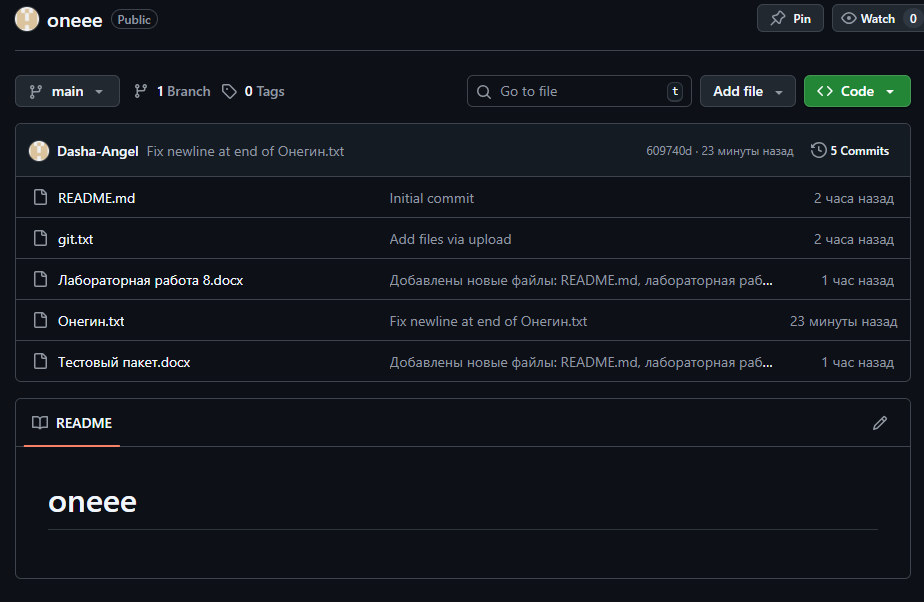 oneee Public Pin Watch 0
main 1 Branch 0 Tags Go to file t Add file Code
Dasha-Angel Fix newline at end of Онегин.txt 609740d · 23 минуты назад 5 Commits
README.md Initial commit 2 часа назад
git.txt Add files via upload 2 часа назад
Лабораторная работа 8.docx Добавлены новые файлы: README.md, лабораторная раб... 1 час назад
Онегин.txt Fix newline at end of Онегин.txt 23 минуты назад
Тестовый пакет.docx Добавлены новые файлы: README.md, лабораторная раб... 1 час назад
README
oneee